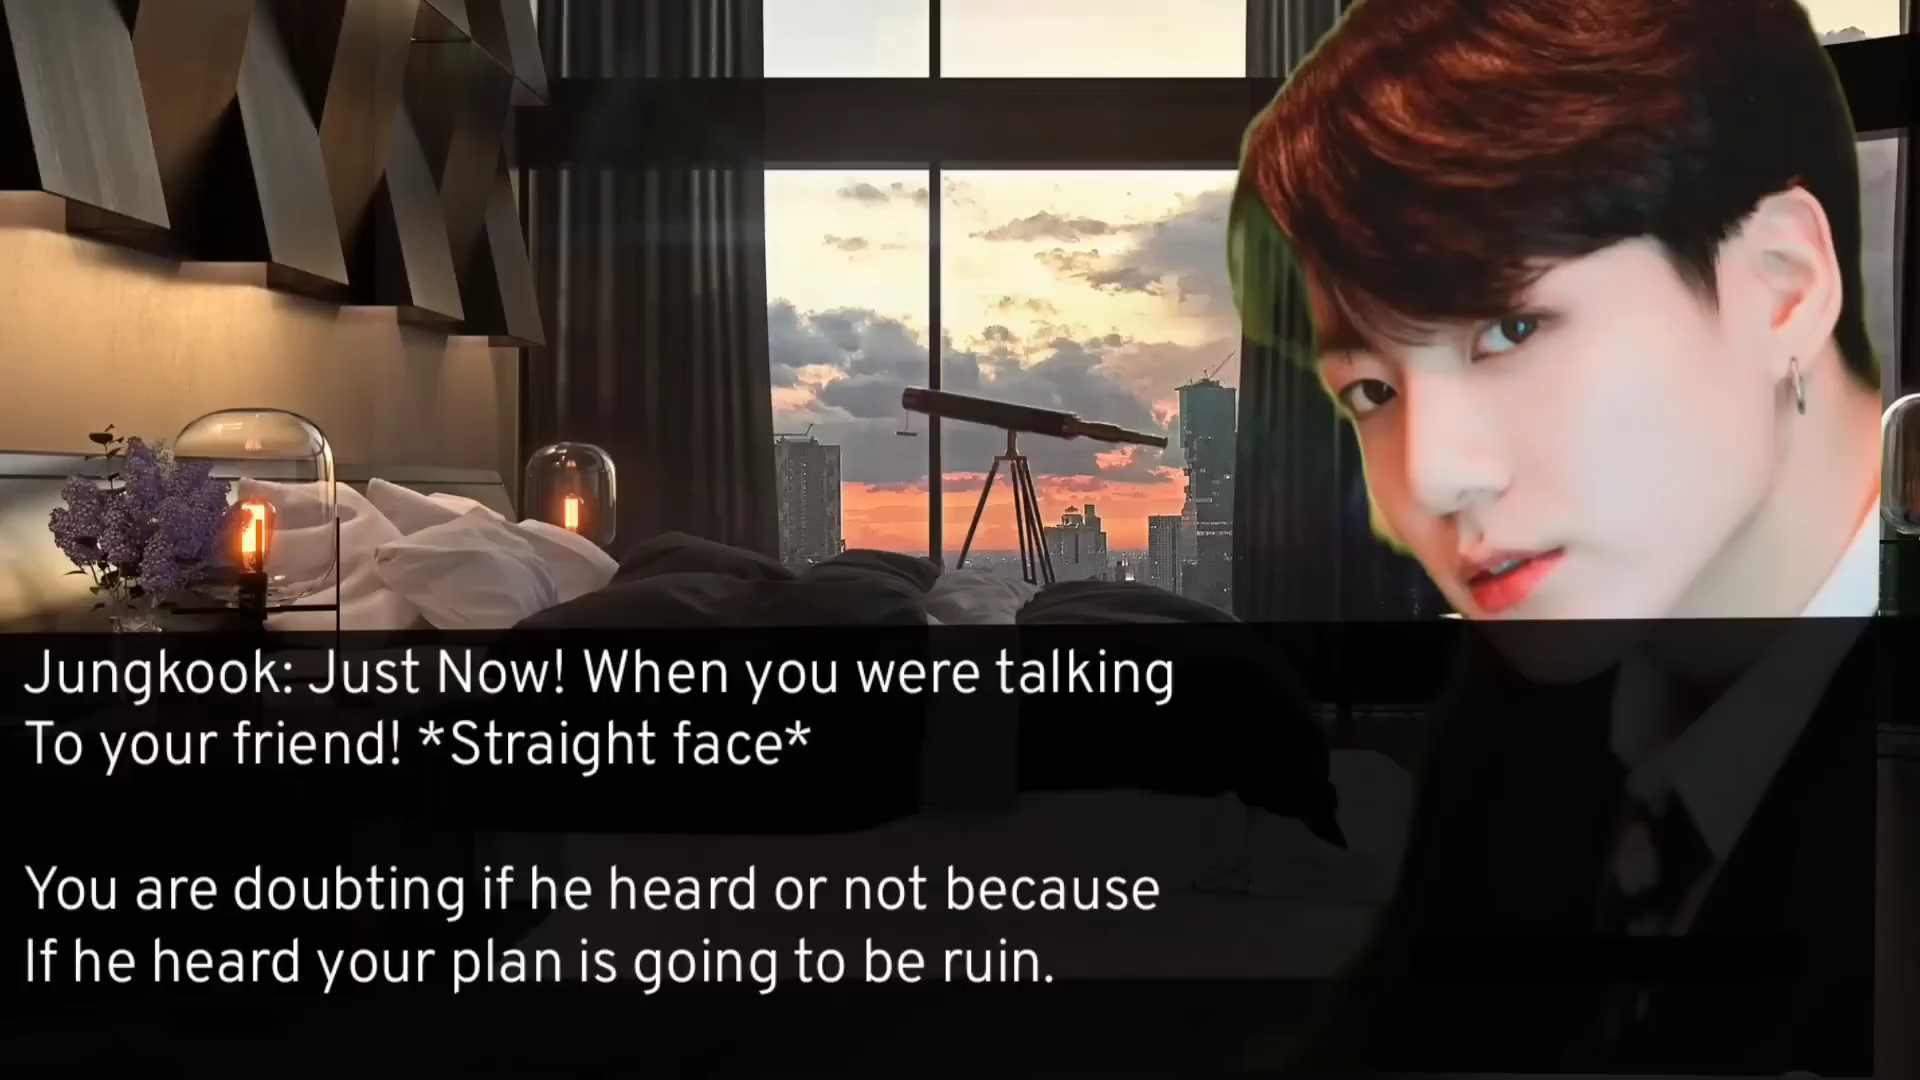 Jungkook: Just Now! When you were talking
To your friend! *Straight face*
You are doubting if he heard or not because
If he heard your plan is going to be ruin.